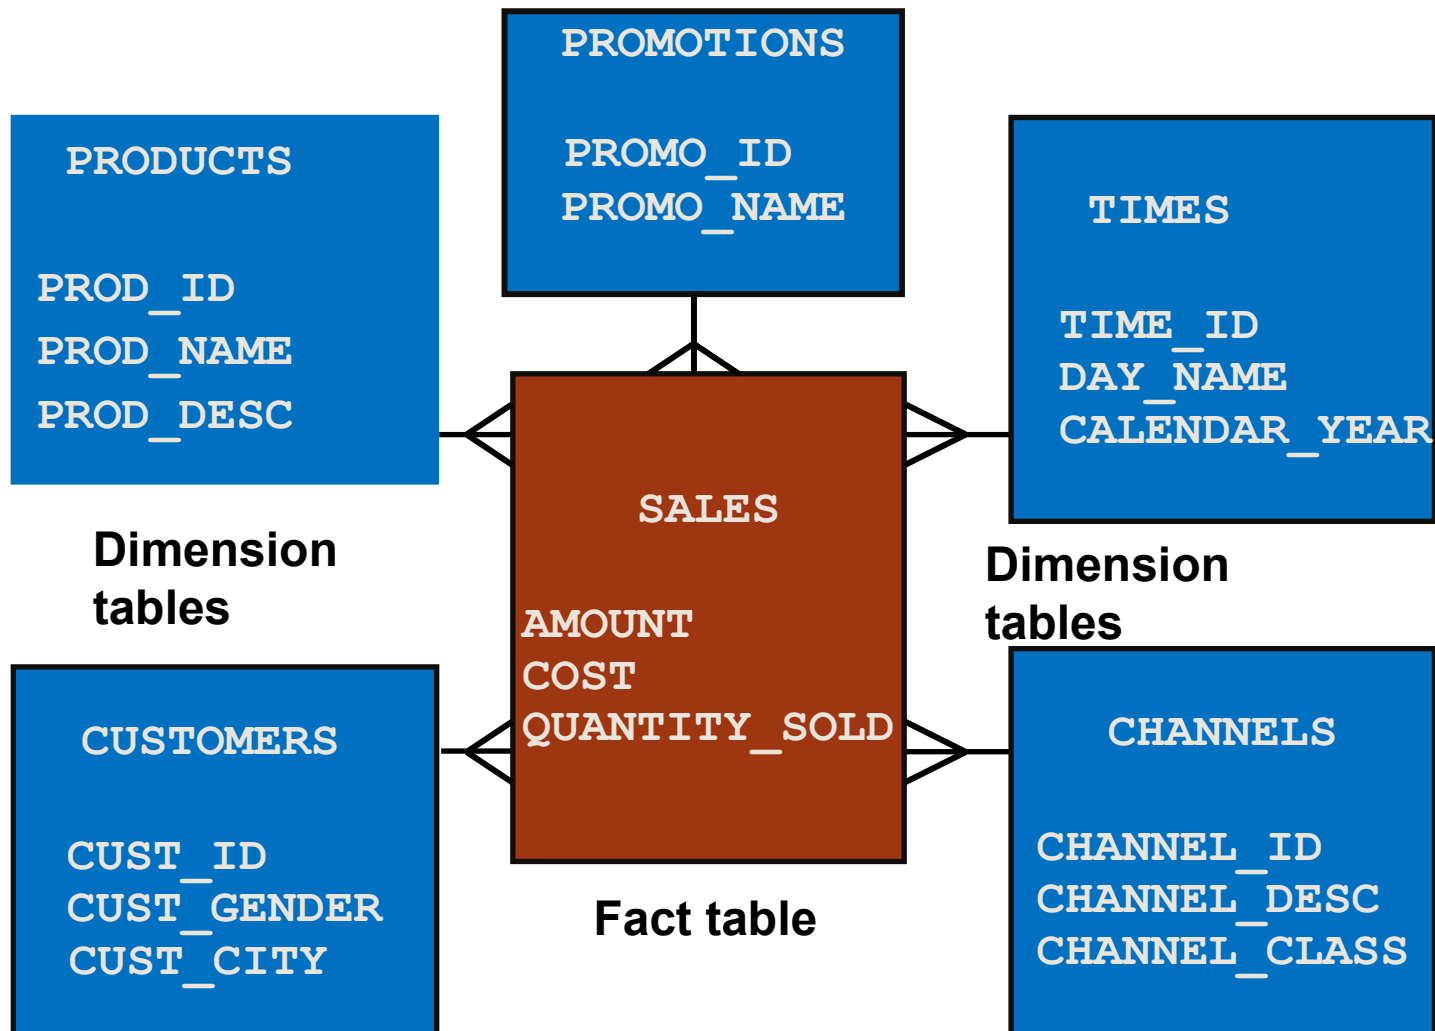 PROMOTIONS
PROMO_ID
PROMO_NAME
PRODUCTS
PROD_ID
PROD_NAME
PROD_DESC
TIMES
TIME_ID
DAY_NAME
CALENDAR_YEAR
Dimension
tables
SALES
AMOUNT
COST
QUANTITY_SOLD
Dimension
tables
CUSTOMERS
CUST_ID
CUST_GENDER
CUST_CITY
Fact table
CHANNELS
CHANNEL_ID
CHANNEL_DESC
CHANNEL_CLASS